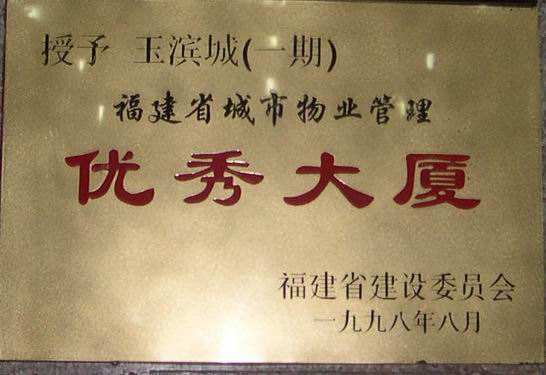 授予 玉滨城(一期)
福建省城市物业管理
优秀大厦
福建省建设委员会
一九九八年八月